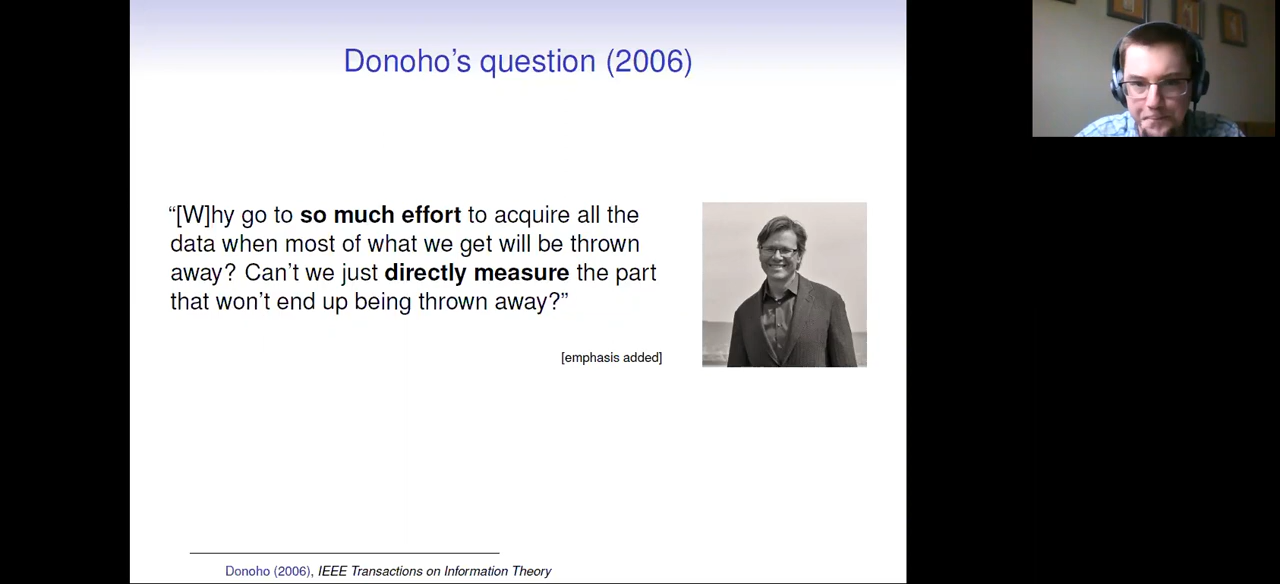 Donoho's question (2006)
“[W]hy go to so much effort to acquire all the
data when most of what we get will be thrown
away? Can't we just directly measure the part
that won't end up being thrown away?”
[emphasis added]
Donoho (2006), IEEE Transactions on Information Theory